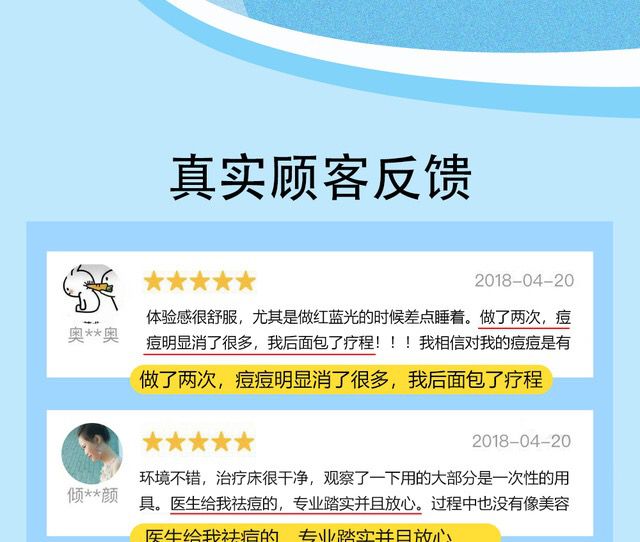 真实顾客反馈
2018-04-20
奥**奥
体验感很舒服，尤其是做红蓝光的时候差点睡着。做了两次，痘
痘明显消了很多，我后面包了疗程！！！我相信对我的痘痘是有
做了两次，痘痘明显消了很多，我后面包了疗程
2018-04-20
倾**颜
环境不错，治疗床很干净，观察了一下用的大部分是一次性的用
具。医生给我祛痘的，专业踏实并且放心。过程中也没有像美容
医生给我祛痘的，专业踏实并且放心。